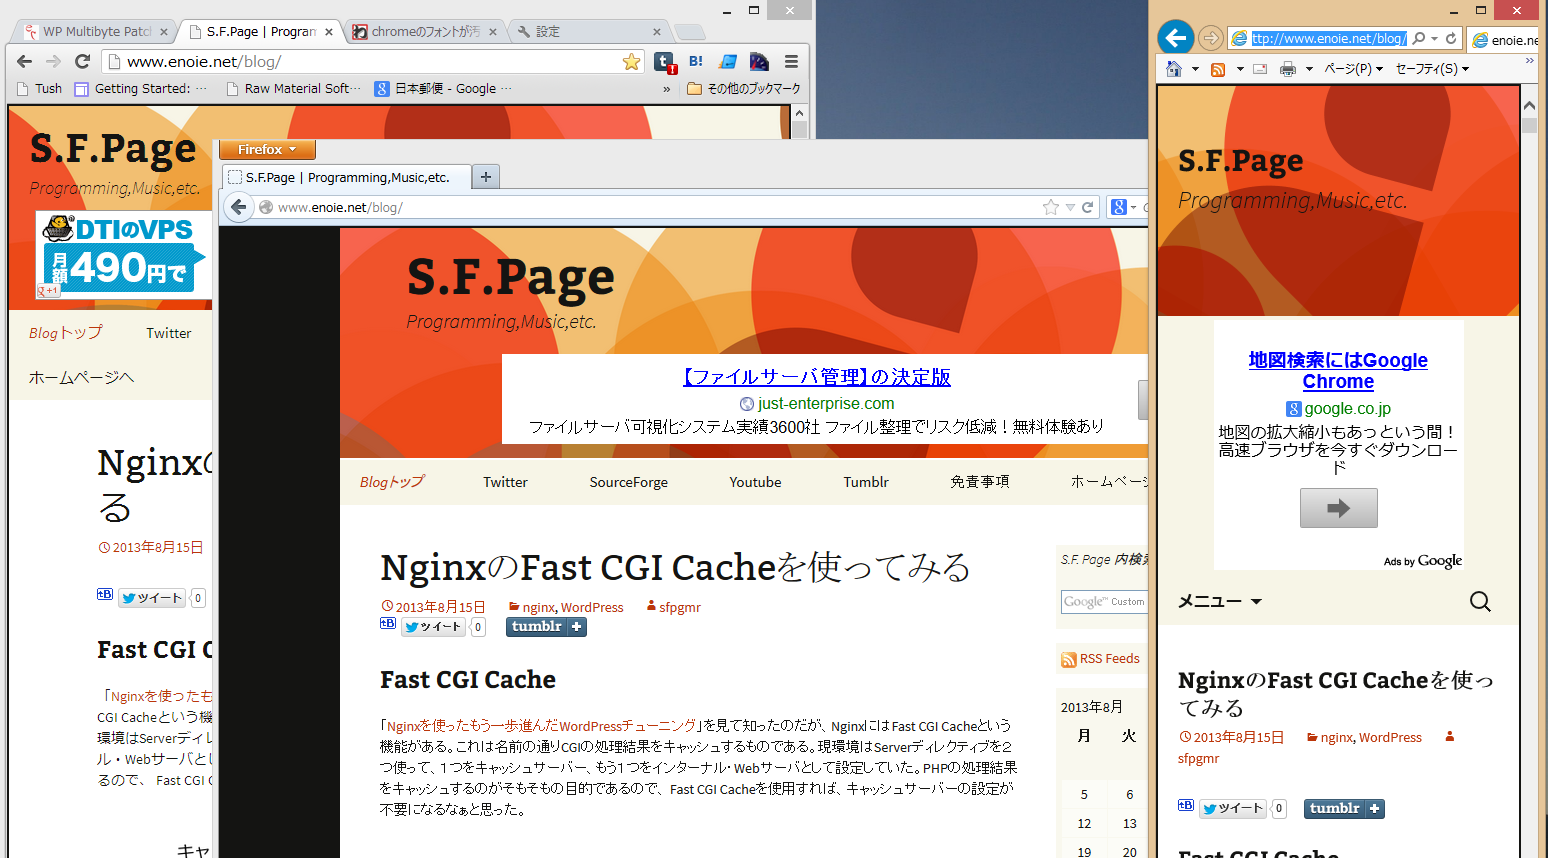 WP Multibyte Patc
S.F.Page | Program
chromeのフォントが汚
設定
www.enoie.net/blog/
B!
Tush
Getting Started: …
Raw Material Soft…
日本郵便 - Google …
»
その他のブックマーク
S.F.Page
Programming,Music,etc.
DTIのVPS
月額490円で
+1
Blogトップ
Twitter
ホームページへ
Nginxの
る
2013年8月15日
ツイート
0
Fast CGI C
「Nginxを使ったも
CGI Cacheという機
環境はServerディレ
ル・Webサーバとし
るので、 Fast CGI C
キャ
Firefox
S.F.Page | Programming,Music,etc.
www.enoie.net/blog/
S.F.Page
Programming,Music,etc.
【ファイルサーバ管理】の決定版
just-enterprise.com
ファイルサーバ可視化システム実績3600社 ファイル整理でリスク低減！無料体験あり
Blogトップ
Twitter
SourceForge
Youtube
Tumblr
免責事項
ホームページ
NginxのFast CGI Cacheを使ってみる
2013年8月15日
nginx, WordPress
sfpgmr
ツイート
0
tumblr +
Fast CGI Cache
「Nginxを使ったもう一歩進んだWordPressチューニング」を見て知ったのだが、NginxにはFast CGI Cacheという
機能がある。これは名前の通りCGIの処理結果をキャッシュするものである。現環境はServerディレクティブを２
つ使って、１つをキャッシュサーバー、もう１つをインターナル・Webサーバとして設定していた。PHPの処理結果
をキャッシュするのがそもそもの目的であるので、 Fast CGI Cacheを使用すれば、キャッシュサーバーの設定が
不要になるなぁと思った。
S.F. Page 内検索
Google™ Custom
RSS Feeds
2013年8月
月 火
5 6
12 13
19 20
ttp://www.enoie.net/blog/
enoie.ne
ページ(P)
セーフティ(S)
»
S.F.Page
Programming,Music,etc.
地図検索にはGoogle
Chrome
google.co.jp
地図の拡大縮小もあっという間！
高速ブラウザを今すぐダウンロー
ド
Ads by Google
メニュー
NginxのFast CGI Cacheを使っ
てみる
2013年8月15日
nginx, WordPress
sfpgmr
ツイート
0
tumblr +
Fast CGI Cache